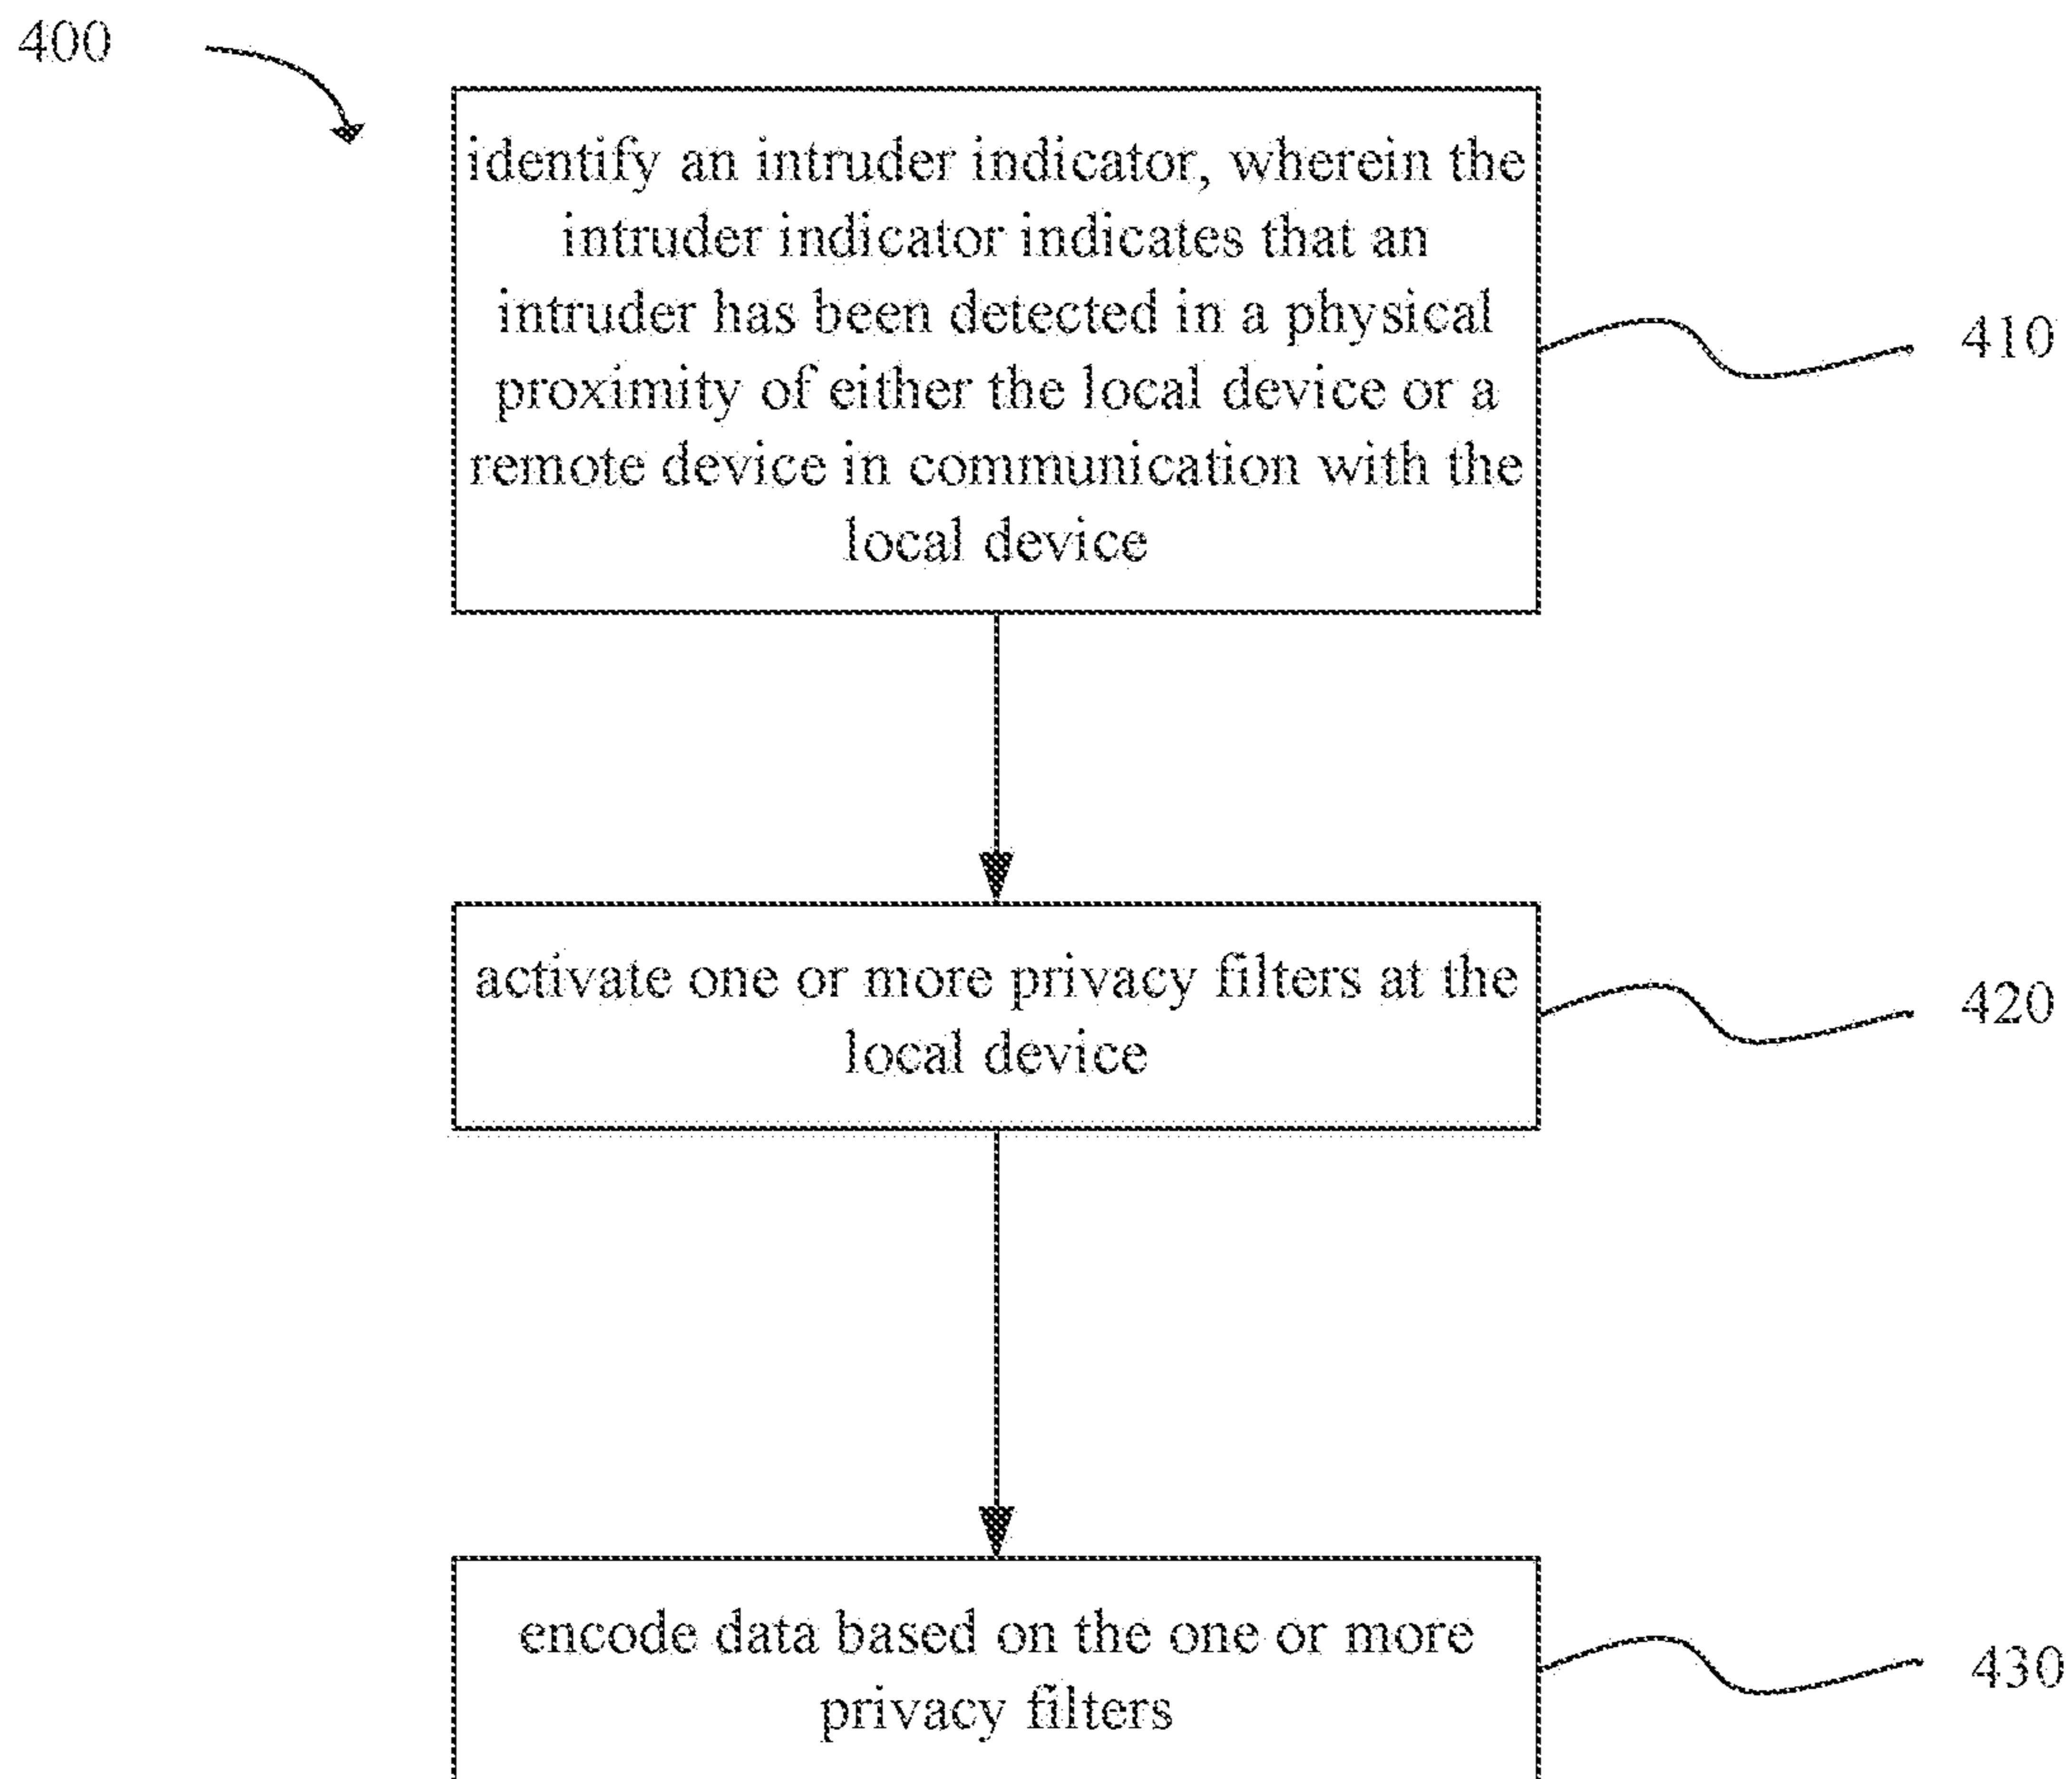 400
identify an intruder indicator, wherein the
intruder indicator indicates that an
intruder has been detected in a physical
proximity of either the local device or a
remote device in communication with the
local device
410
activate one or more privacy filters at the
local device
420
encode data based on the one or more
privacy filters
430